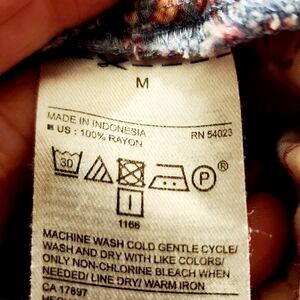 M
MADE IN INDONESIA
US : 100% RAYON RN 54023
30 P ®
1166
MACHINE WASH COLD GENTLE CYCLE/
WASH AND DRY WITH LIKE COLORS/
ONLY NON-CHLORINE BLEACH WHEN
NEEDED/ LINE DRY/ WARM IRON
CA 17897